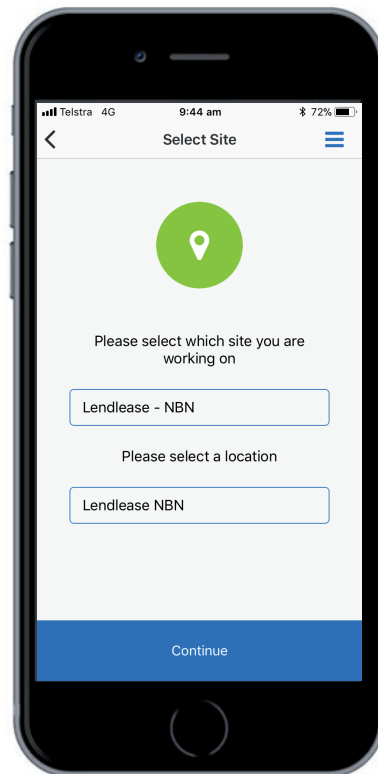 Telstra 4G 9:44 am 72%
Select Site
Please select which site you are
working on
Lendlease - NBN
Please select a location
Lendlease NBN
Continue